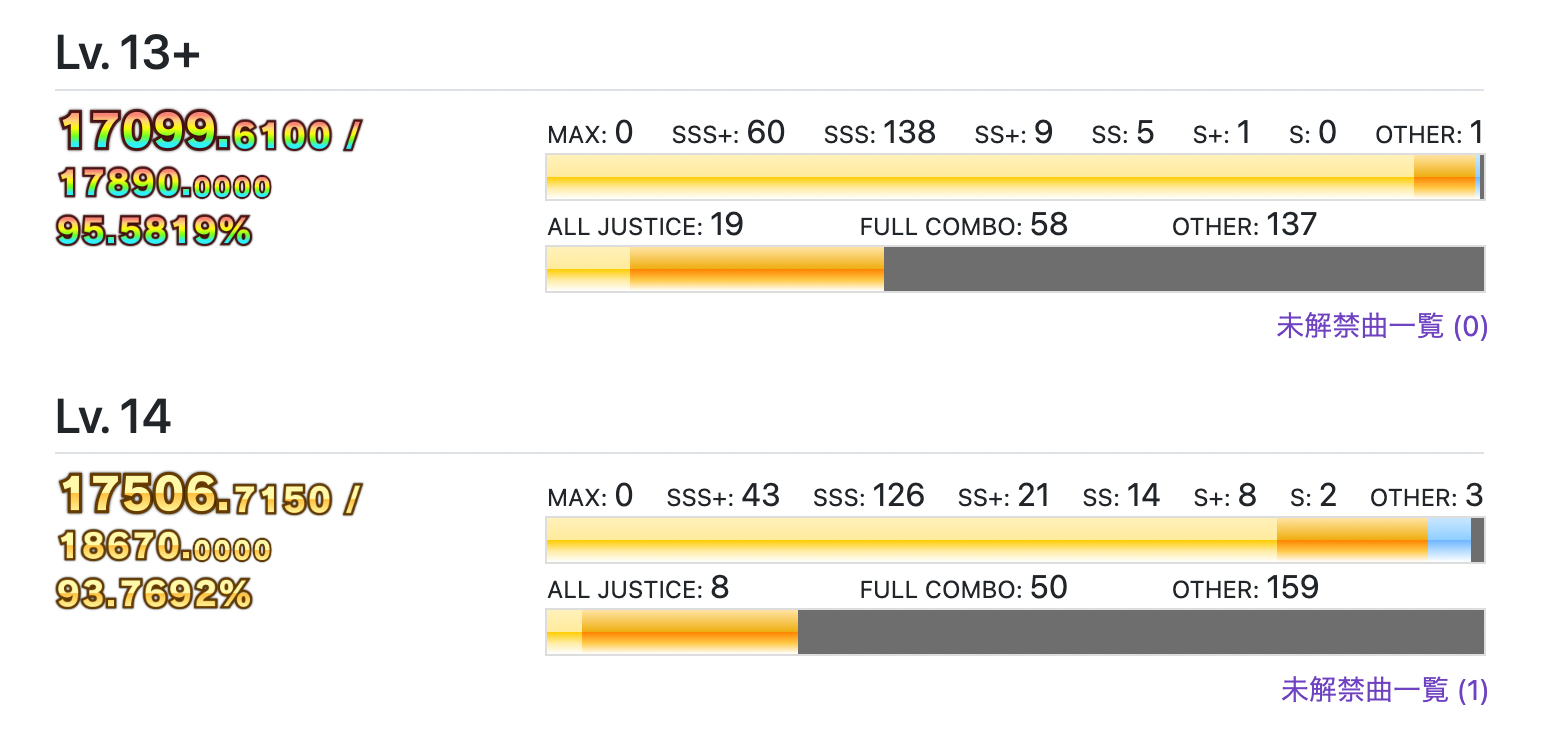 Lv. 13+
17099.6100 /
17890.0000
95.5819%
MAX: 0 SSS+: 60 SSS: 138 SS+: 9 SS: 5 S+: 1 S: 0 OTHER: 1
ALL JUSTICE: 19 FULL COMBO: 58 OTHER: 137
未解禁曲一覧 (0)
Lv. 14
17506.7150 /
18670.0000
93.7692%
MAX: 0 SSS+: 43 SSS: 126 SS+: 21 SS: 14 S+: 8 S: 2 OTHER: 3
ALL JUSTICE: 8 FULL COMBO: 50 OTHER: 159
未解禁曲一覧 (1)